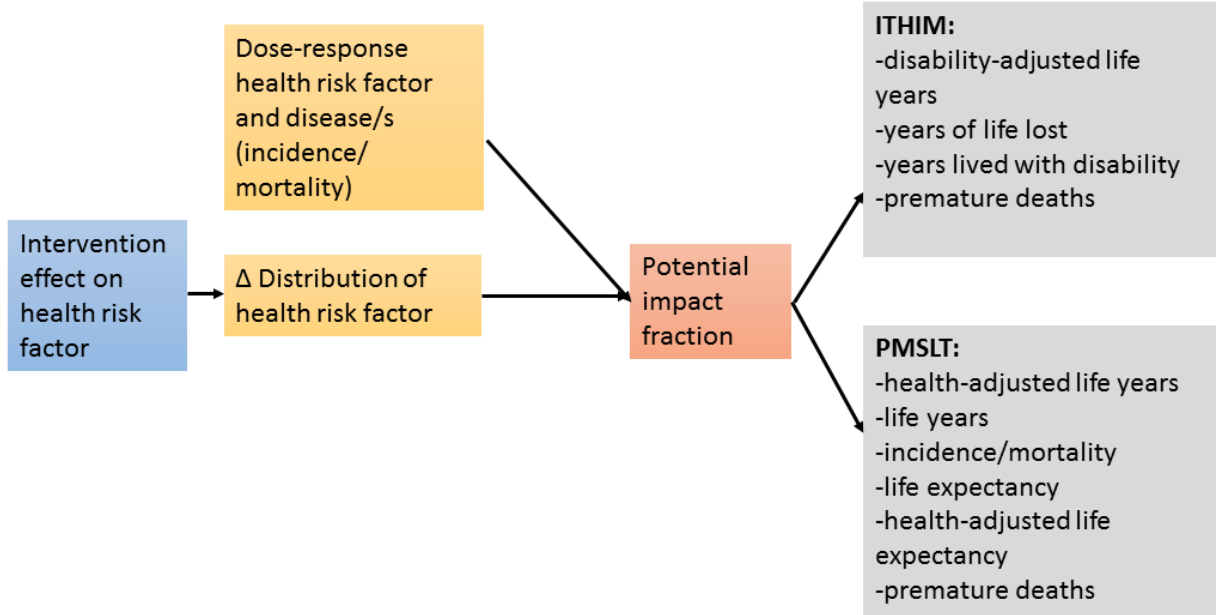 Intervention
effect on
health risk
factor
Dose-response
health risk factor
and disease/s
(incidence/
mortality)
Δ Distribution of
health risk factor
Potential
impact
fraction
ITHIM:
-disability-adjusted life
years
-years of life lost
-years lived with disability
-premature deaths
PMSLT:
-health-adjusted life years
-life years
-incidence/mortality
-life expectancy
-health-adjusted life
expectancy
-premature deaths